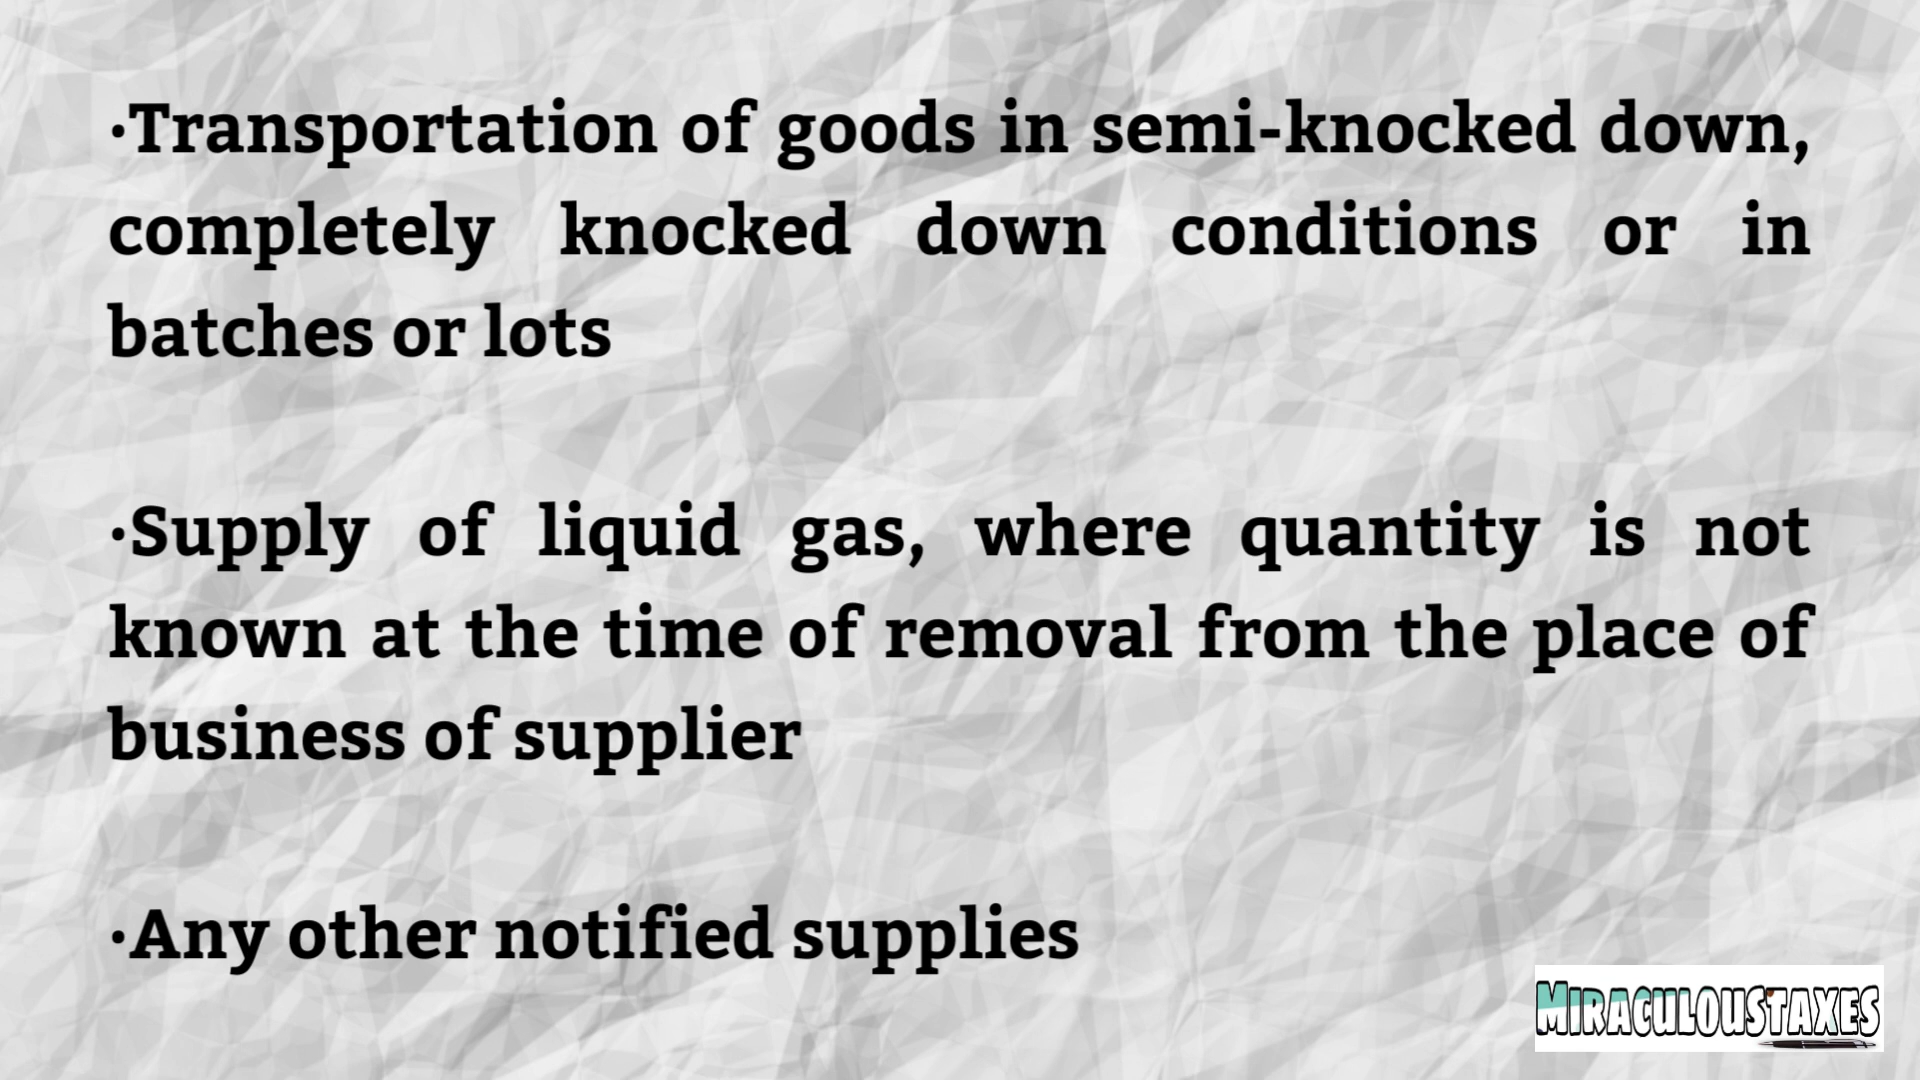 ·Transportation of goods in semi-knocked down,
completely knocked down conditions or in
batches or lots
·Supply of liquid gas, where quantity is not
known at the time of removal from the place of
business of supplier
·Any other notified supplies
MIRACULOUSTAXES